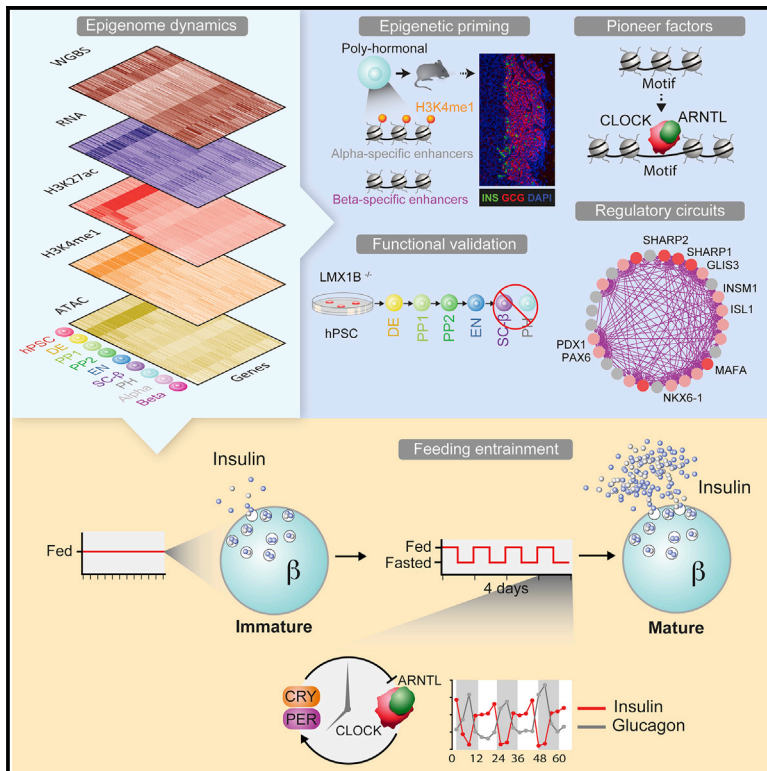 Epigenome dynamics
WGBS
RNA
H3K27ac
H3K4me1
ATAC
Genes
hPSC
DE
PP1
PP2
EN
SC-β
PH
Alpha
Beta
Epigenetic priming
Poly-hormonal
H3K4me1
Alpha-specific enhancers
Beta-specific enhancers
INS GCG DAPI
Pioneer factors
Motif
CLOCK
ARNTL
Motif
Functional validation
LMX1B -/-
hPSC
DE
PP1
PP2
EN
SC-β
PH
Regulatory circuits
SHARP2
SHARP1
GLIS3
INSM1
ISL1
PDX1
PAX6
MAFA
NKX6-1
Feeding entrainment
Insulin
Fed
β
Immature
Fed
Fasted
4 days
Insulin
β
Mature
CRY
PER
ARNTL
CLOCK
Insulin
Glucagon
0 12 24 36 48 60